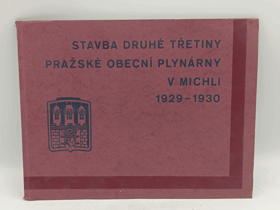 STAVBA DRUHÉ TŘETINY
PRAŽSKÉ OBECNÍ PLYNÁRNY
V MICHLI
1929-1930